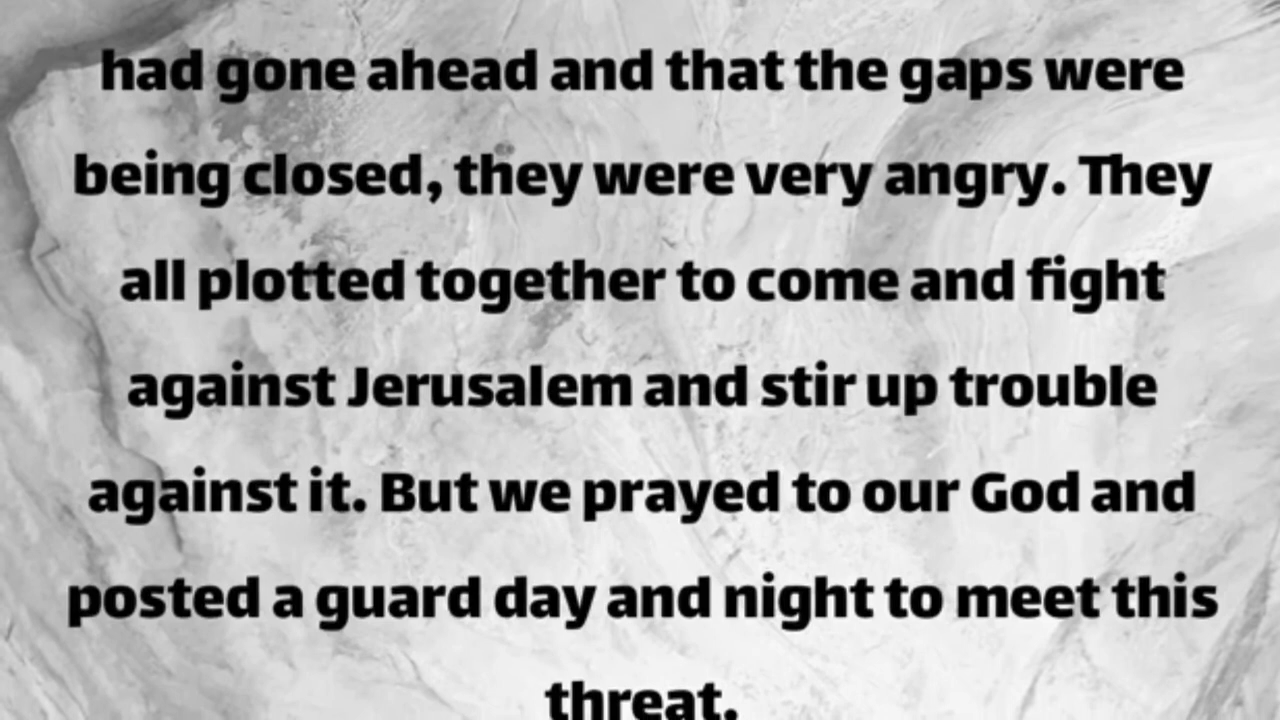 had gone ahead and that the gaps were
being closed, they were very angry. They
all plotted together to come and fight
against Jerusalem and stir up trouble
against it. But we prayed to our God and
posted a guard day and night to meet this
threat.